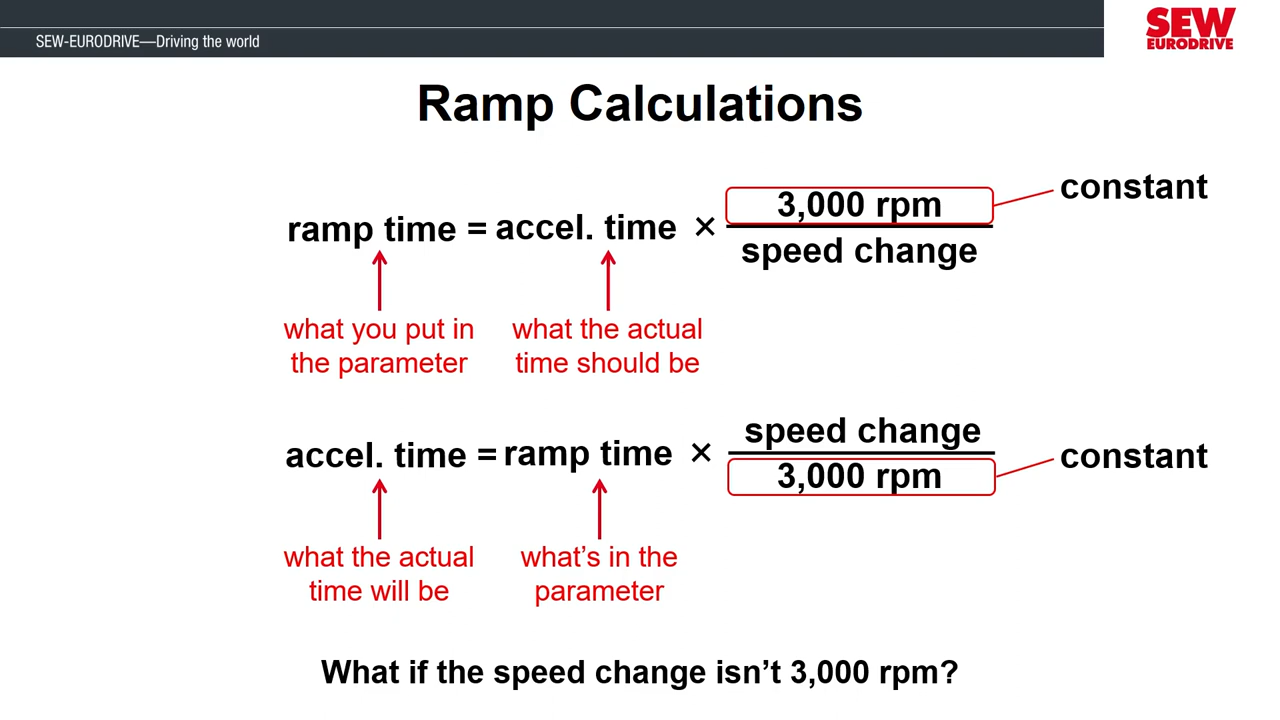 SEW-EURODRIVE—Driving the world
SEW
EURODRIVE
Ramp Calculations
ramp time = accel. time × 3,000 rpm
speed change
constant
what you put in
the parameter
what the actual
time should be
accel. time = ramp time × speed change
3,000 rpm
constant
what the actual
time will be
what's in the
parameter
What if the speed change isn't 3,000 rpm?